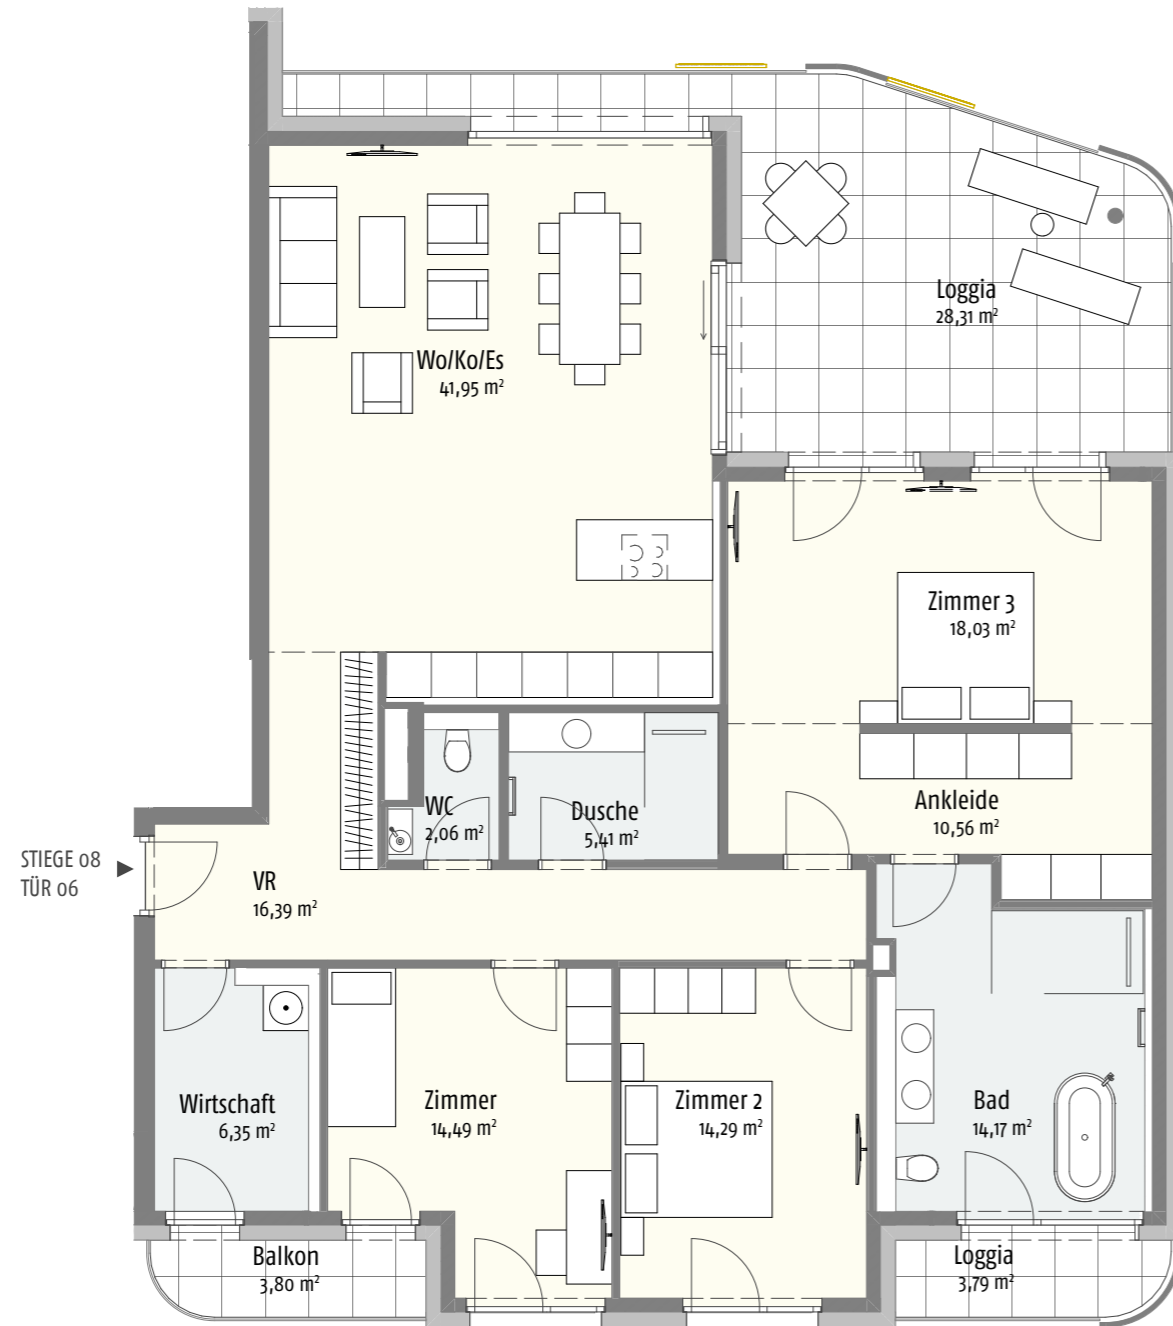 Loggia
28,31 m²
Wo/Ko/Es
41,95 m²
Zimmer 3
18,03 m²
Ankleide
10,56 m²
WC
2,06 m²
Dusche
5,41 m²
STIEGE 08
TÜR 06
VR
16,39 m²
Wirtschaft
6,35 m²
Zimmer
14,49 m²
Zimmer 2
14,29 m²
Bad
14,17 m²
Balkon
3,80 m²
Loggia
3,79 m²